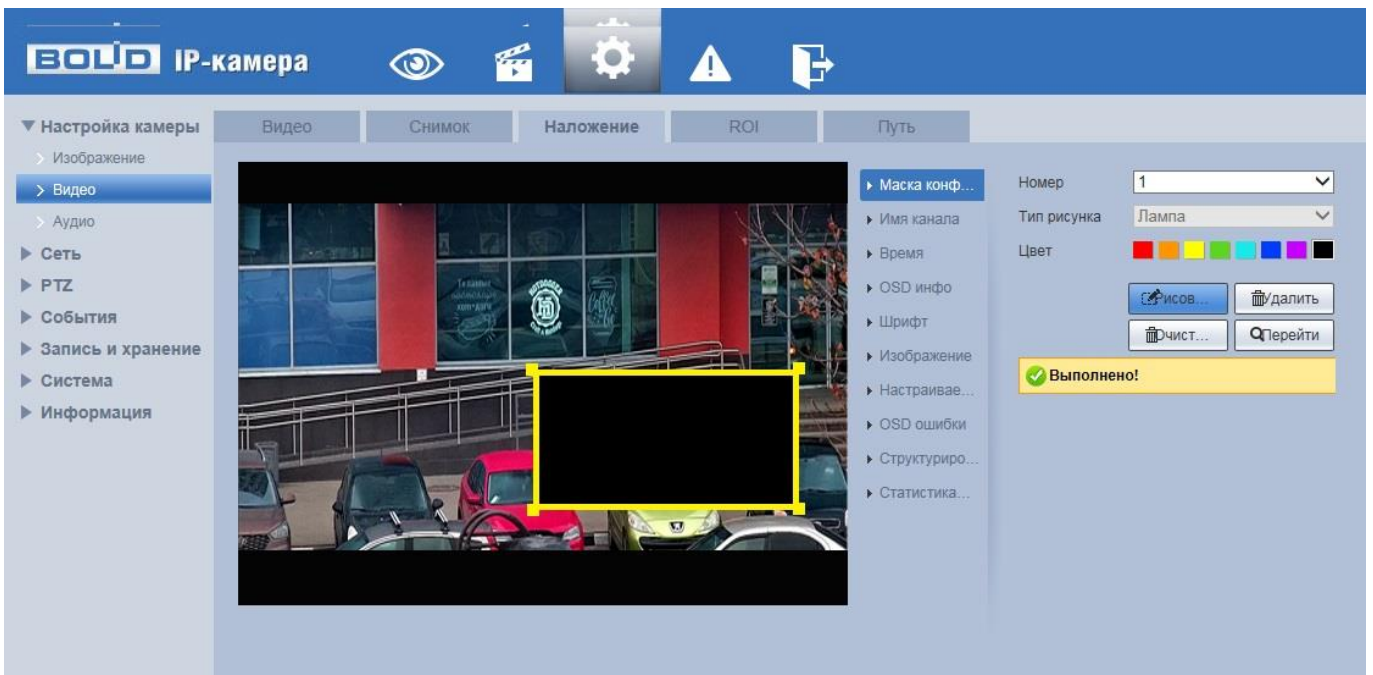 BOLID IP-камера
Настройка камеры
Изображение
Видео
Аудио
Сеть
PTZ
События
Запись и хранение
Система
Информация
Видео Снимок Наложение ROI Путь
Маска конф...
Имя канала
Время
OSD инфо
Шрифт
Изображение
Настраивае...
OSD ошибки
Структуриро...
Статистика...
Номер 1
Тип рисунка Лампа
Цвет
Рисов... Удалить
Очист... Перейти
Выполнено!